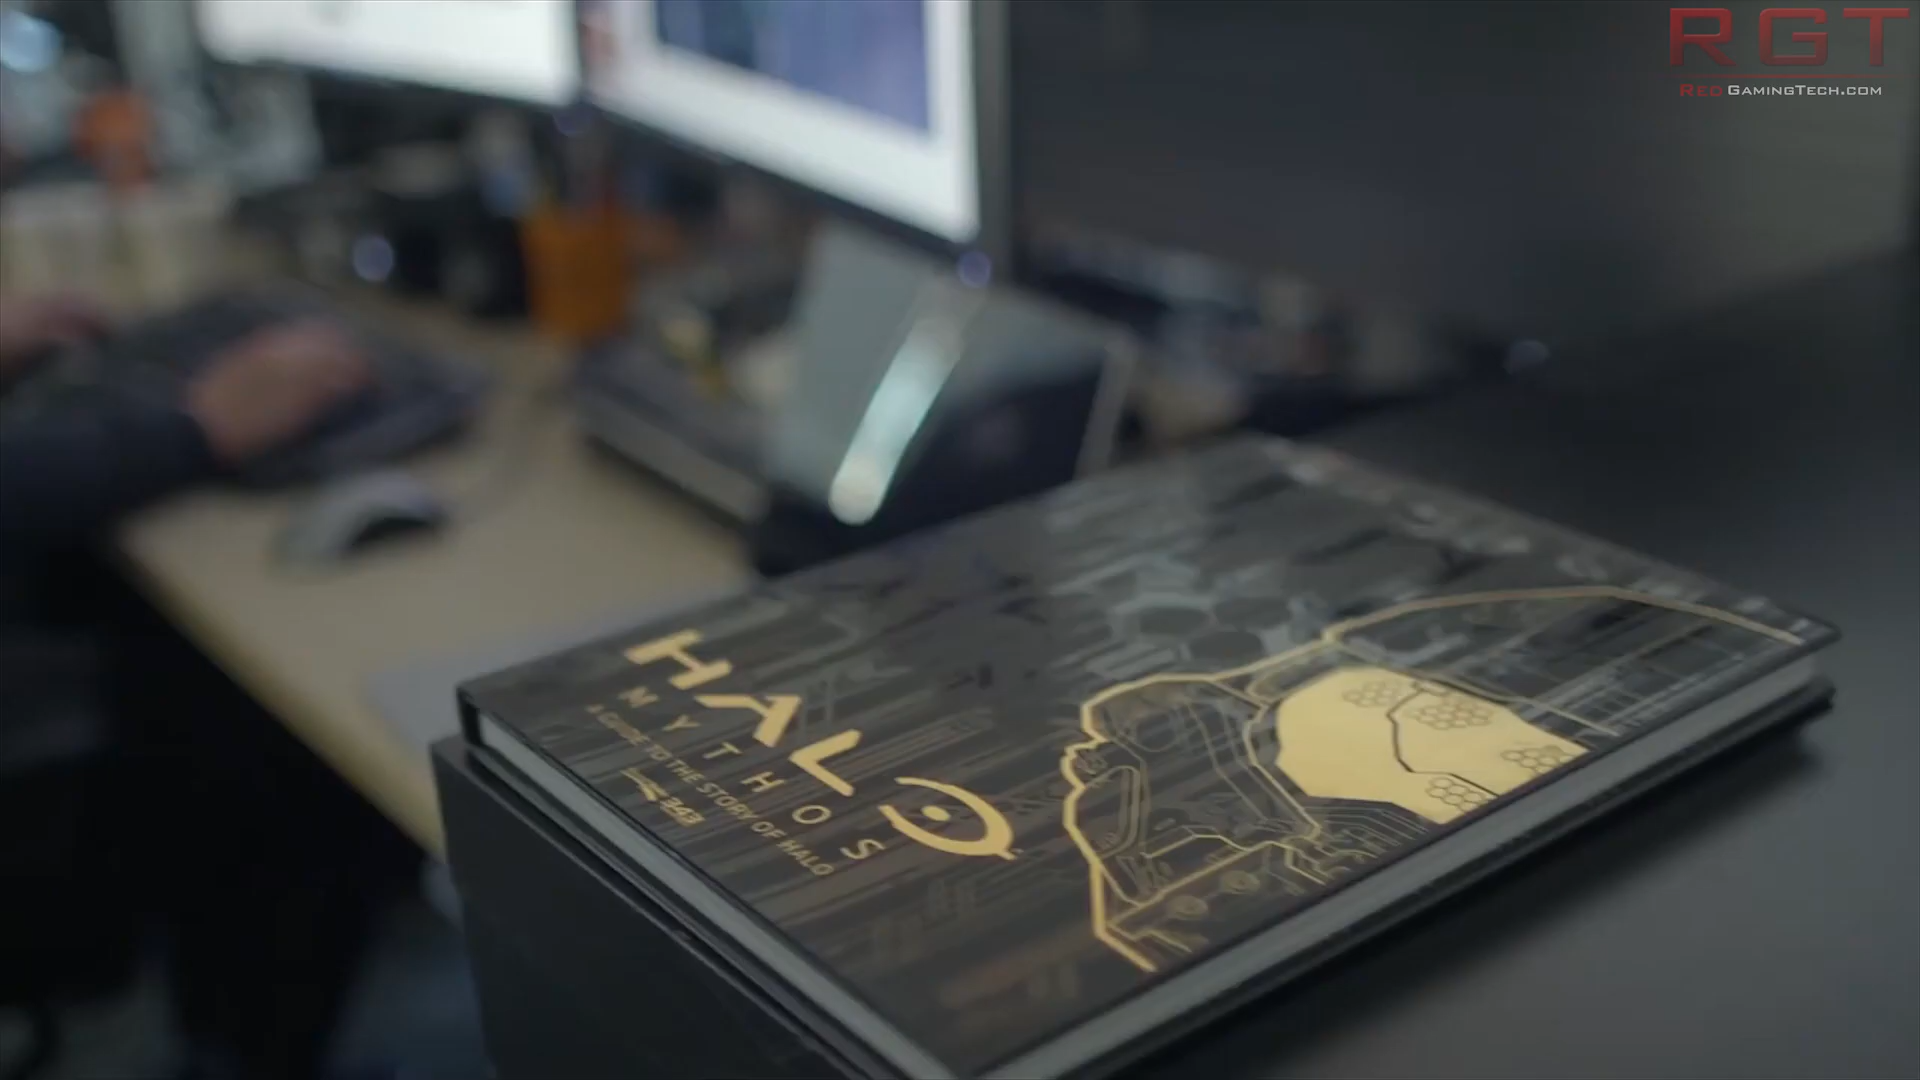 RGT
RedGamingTech.com
HALO
MYTHOS
A GUIDE TO THE STORY OF HALO
343